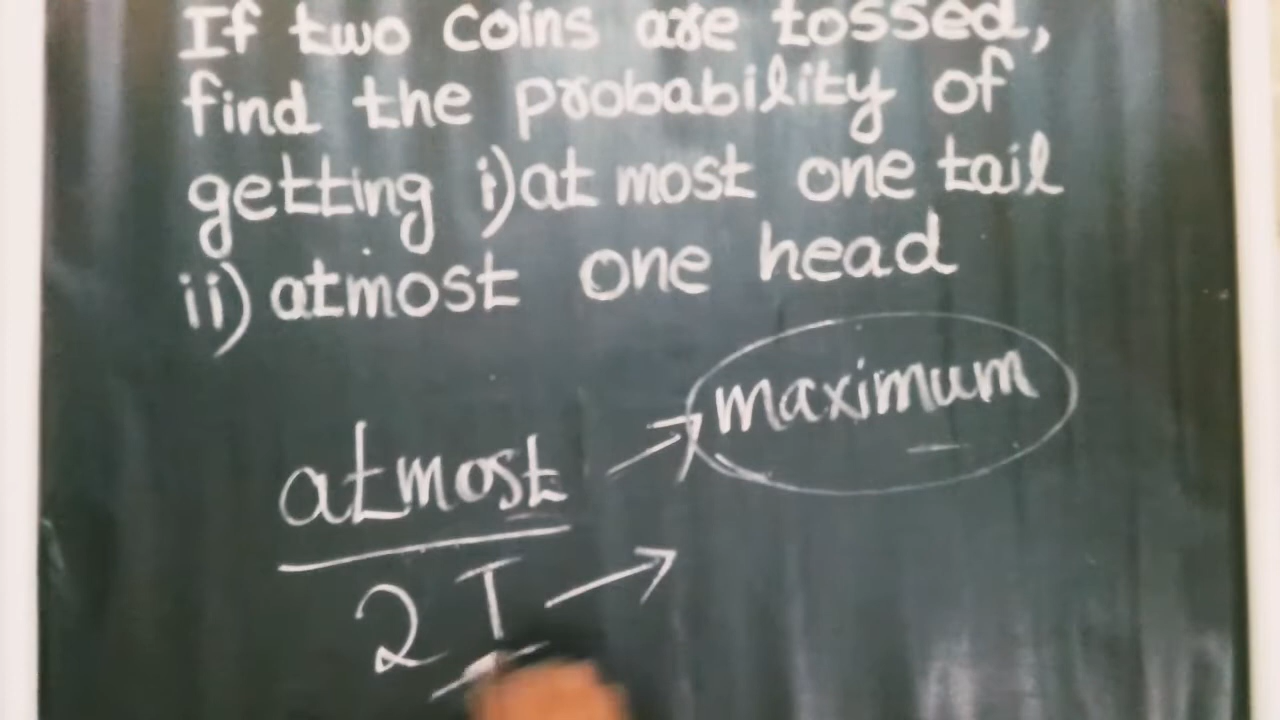 If two coins are tossed,
find the probability of
getting i) at most one tail
ii) atmost one head
atmost → maximum
2 T →